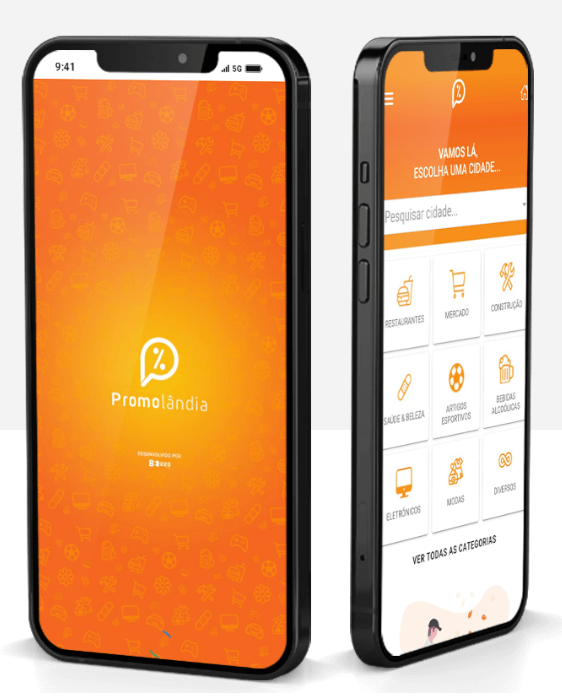 9:41
5G
Promolândia
DESENVOLVIDO POR
VAMOS LÁ,
ESCOLHA UMA CIDADE...
Pesquisar cidade...
RESTAURANTES
MERCADO
CONSTRUÇÃO
SAÚDE & BELEZA
ARTIGOS
ESPORTIVOS
BEBIDAS
ALCOÓLICAS
ELETRÔNICOS
MODAS
DIVERSOS
VER TODAS AS CATEGORIAS